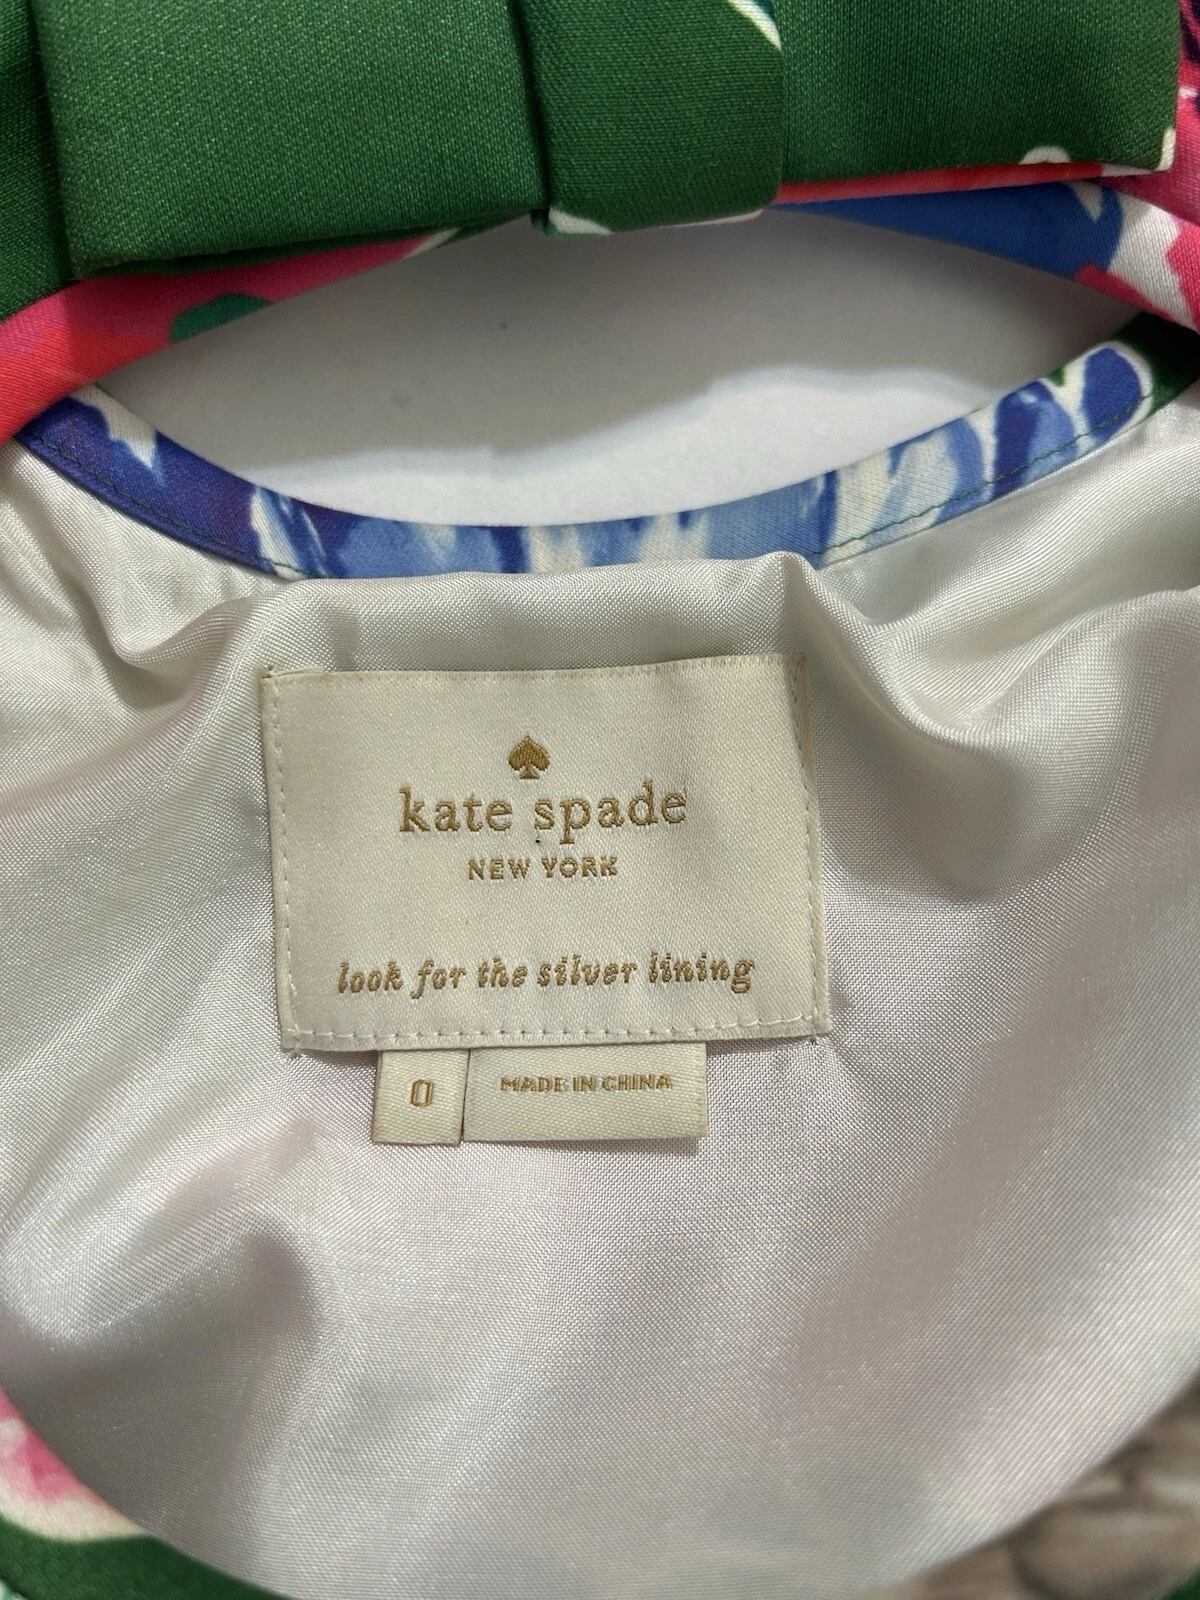 kate spade
NEW YORK
look for the silver lining
0
MADE IN CHINA